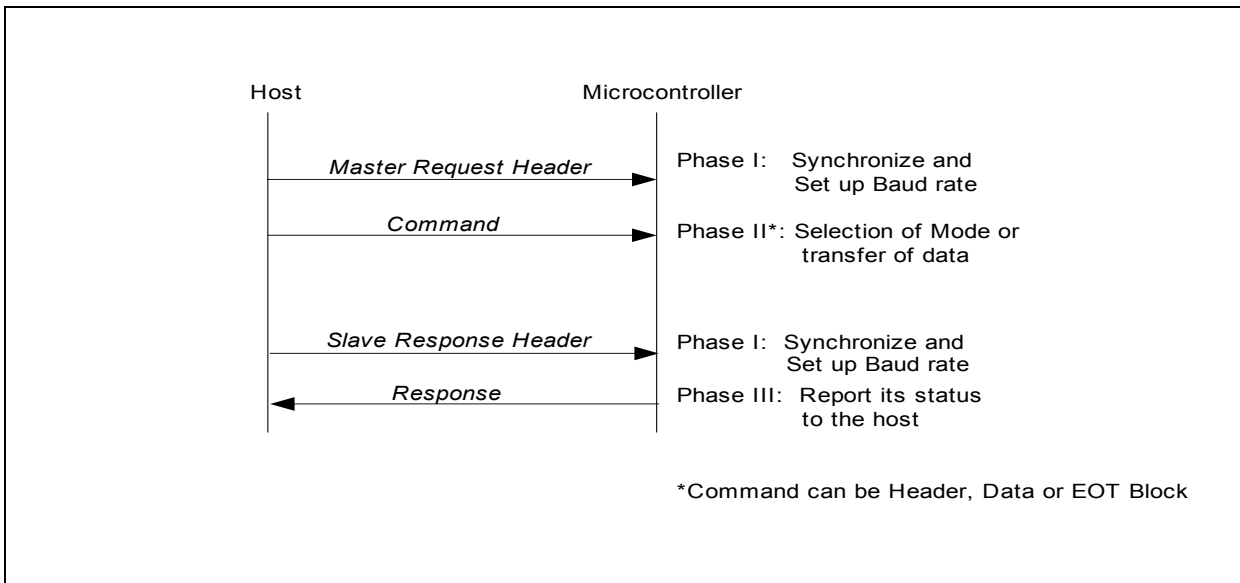 Host Microcontroller
Master Request Header
Phase I: Synchronize and
Set up Baud rate
Command
Phase II*: Selection of Mode or
transfer of data
Slave Response Header
Phase I: Synchronize and
Set up Baud rate
Response
Phase III: Report its status
to the host
*Command can be Header, Data or EOT Block